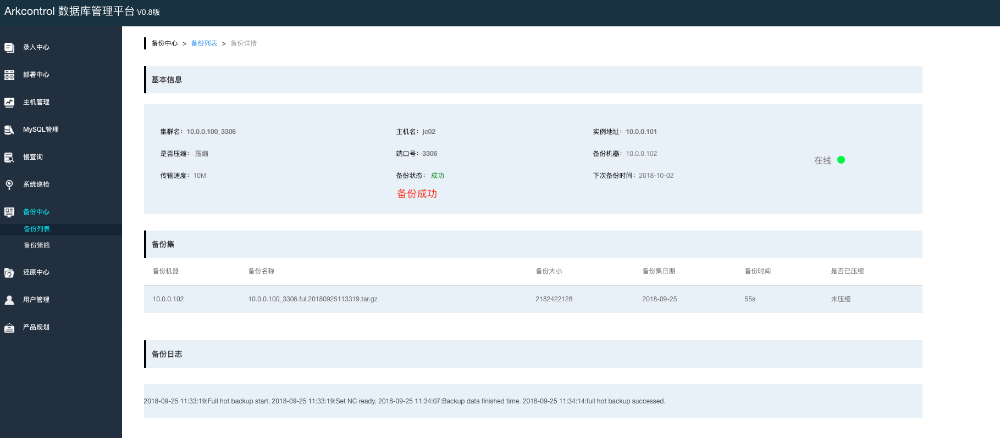 Arkcontrol 数据库管理平台 V0.8版
录入中心
部署中心
主机管理
MySQL管理
慢查询
系统巡检
备份中心
备份列表
备份策略
还原中心
用户管理
产品规划
备份中心 > 备份列表 > 备份详情
基本信息
集群名： 10.0.0.100_3306 主机名： jc02 实例地址： 10.0.0.101
是否压缩： 压缩 端口号： 3306 备份机器： 10.0.0.102
在线
传输速度： 10M 备份状态： 成功 下次备份时间： 2018-10-02
备份成功
备份集
备份机器 备份名称 备份大小 备份集日期 备份时间 是否已压缩
10.0.0.102 10.0.0.100_3306.ful.20180925113319.tar.gz 2182422128 2018-09-25 55s 未压缩
备份日志
2018-09-25 11:33:19:Full hot backup start. 2018-09-25 11:33:19:Set NC ready. 2018-09-25 11:34:07:Backup data finished time. 2018-09-25 11:34:14:full hot backup successed.